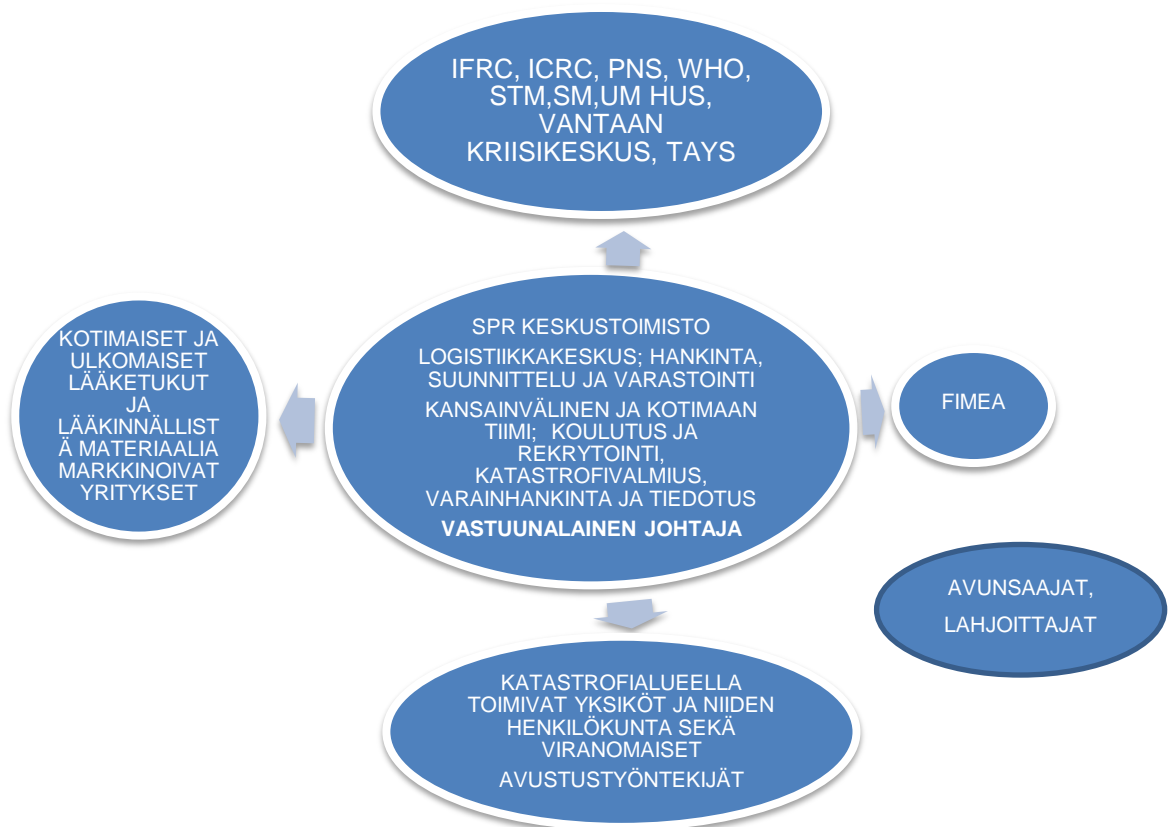 IFRC, ICRC, PNS, WHO,
STM,SM,UM HUS,
VANTAAN
KRIISIKESKUS, TAYS
KOTIMAISET JA
ULKOMAISET
LÄÄKETUKUT
JA
LÄÄKINNÄLLIST
Ä MATERIAALIA
MARKKINOIVAT
YRITYKSET
SPR KESKUSTOIMISTO
LOGISTIIKKAKESKUS; HANKINTA,
SUUNNITTELU JA VARASTOINTI
KANSAINVÄLINEN JA KOTIMAAN
TIIMI; KOULUTUS JA
REKRYTOINTI,
KATASTROFIVALMIUS,
VARAINHANKINTA JA TIEDOTUS
VASTUUNALAINEN JOHTAJA
FIMEA
AVUNSAAJAT,
LAHJOITTAJAT
KATASTROFIALUEELLA
TOIMIVAT YKSIKÖT JA NIIDEN
HENKILÖKUNTA SEKÄ
VIRANOMAISET
AVUSTUSTYÖNTEKIJÄT